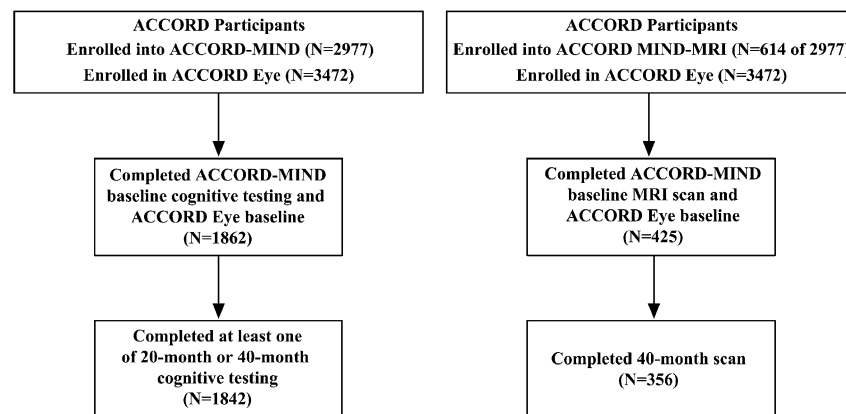 ACCORD Participants
Enrolled into ACCORD-MIND (N=2977)
Enrolled in ACCORD Eye (N=3472)
Completed ACCORD-MIND
baseline cognitive testing and
ACCORD Eye baseline
(N=1862)
Completed at least one
of 20-month or 40-month
cognitive testing
(N=1842)
ACCORD Participants
Enrolled into ACCORD MIND-MRI (N=614 of 2977)
Enrolled in ACCORD Eye (N=3472)
Completed ACCORD-MIND
baseline MRI scan and
ACCORD Eye baseline
(N=425)
Completed 40-month scan
(N=356)